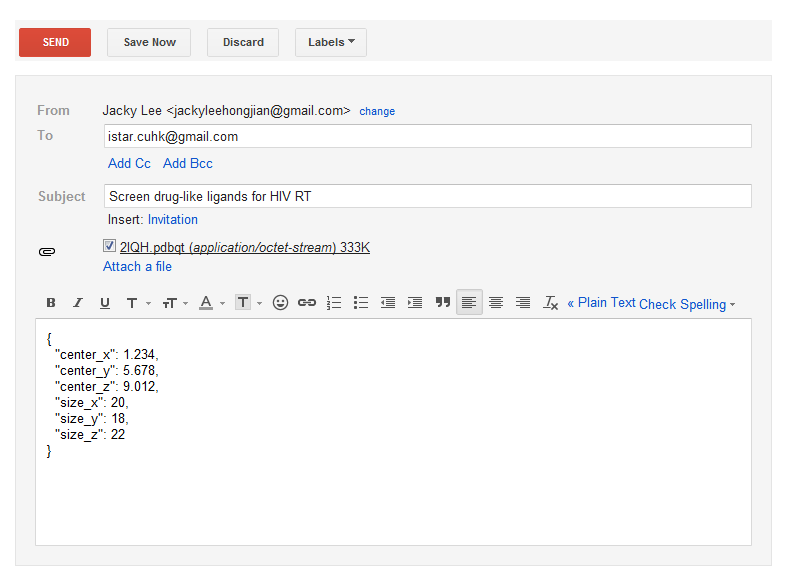 SEND Save Now Discard Labels
From Jacky Lee <jackyleehongjian@gmail.com> change
To istar.cuhk@gmail.com
Add Cc Add Bcc
Subject Screen drug-like ligands for HIV RT
Insert: Invitation
2IQH.pdbqt (application/octet-stream) 333K
Attach a file
B I U T TT A T « Plain Text Check Spelling
{
"center_x": 1.234,
"center_y": 5.678,
"center_z": 9.012,
"size_x": 20,
"size_y": 18,
"size_z": 22
}